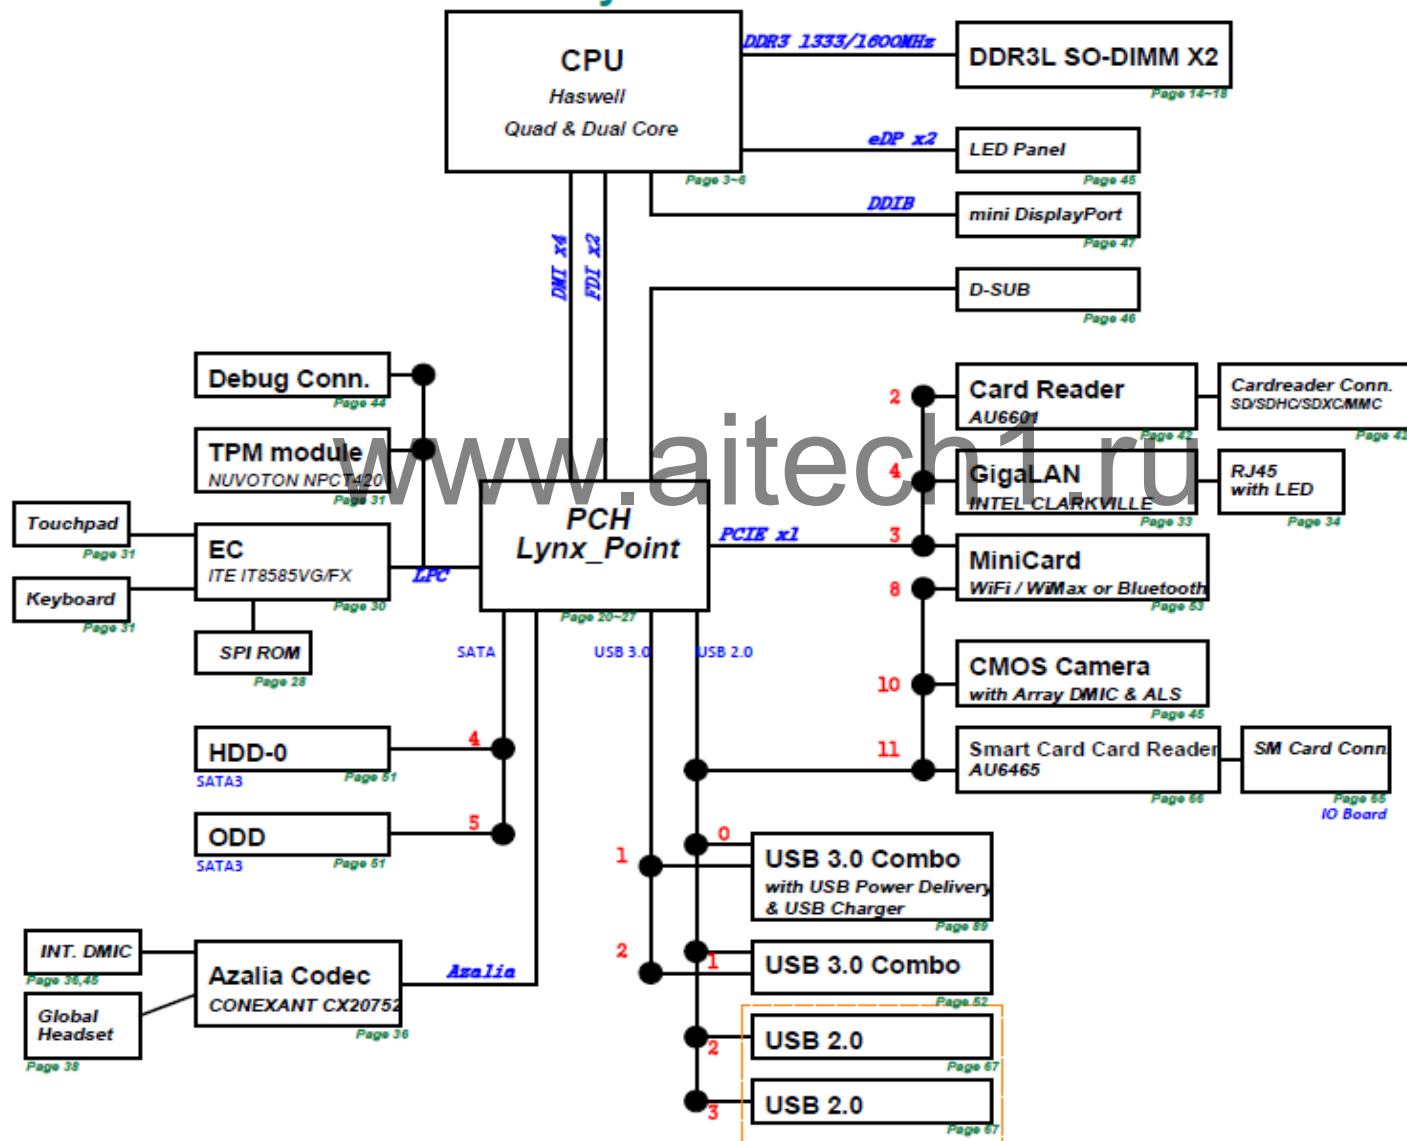 CPU
Haswell
Quad & Dual Core
Page 3~6
DDR3 1333/1600MHz
DDR3L SO-DIMM X2
Page 14~18
eDP x2
LED Panel
Page 45
DDIB
mini DisplayPort
Page 47
DMI x4
FDI x2
D-SUB
Page 46
Debug Conn.
Page 44
TPM module
NUVOTON NPCT420
Page 31
Touchpad
Page 31
EC
ITE IT8585VG/FX
Page 30
Keyboard
Page 31
SPI ROM
Page 28
LPC
PCH
Lynx_Point
Page 20~27
PCIE x1
2
Card Reader
AU6601
Page 42
Cardreader Conn.
SD/SDHC/SDXC/MMC
Page 42
4
GigaLAN
INTEL CLARKVILLE
Page 33
RJ45
with LED
Page 34
3
MiniCard
WiFi / WiMax or Bluetooth
Page 53
8
www.aitech1.ru
SATA
USB 3.0
USB 2.0
10
CMOS Camera
with Array DMIC & ALS
Page 45
11
Smart Card Card Reader
AU6465
Page 66
SM Card Conn.
Page 65
IO Board
4
HDD-0
SATA3
Page 51
5
ODD
SATA3
Page 51
0
1
USB 3.0 Combo
with USB Power Delivery
& USB Charger
Page 89
2
1
USB 3.0 Combo
Page 52
INT. DMIC
Page 36,45
Azalia Codec
CONEXANT CX20752
Page 36
Azalia
Global
Headset
Page 38
2
USB 2.0
Page 67
3
USB 2.0
Page 67